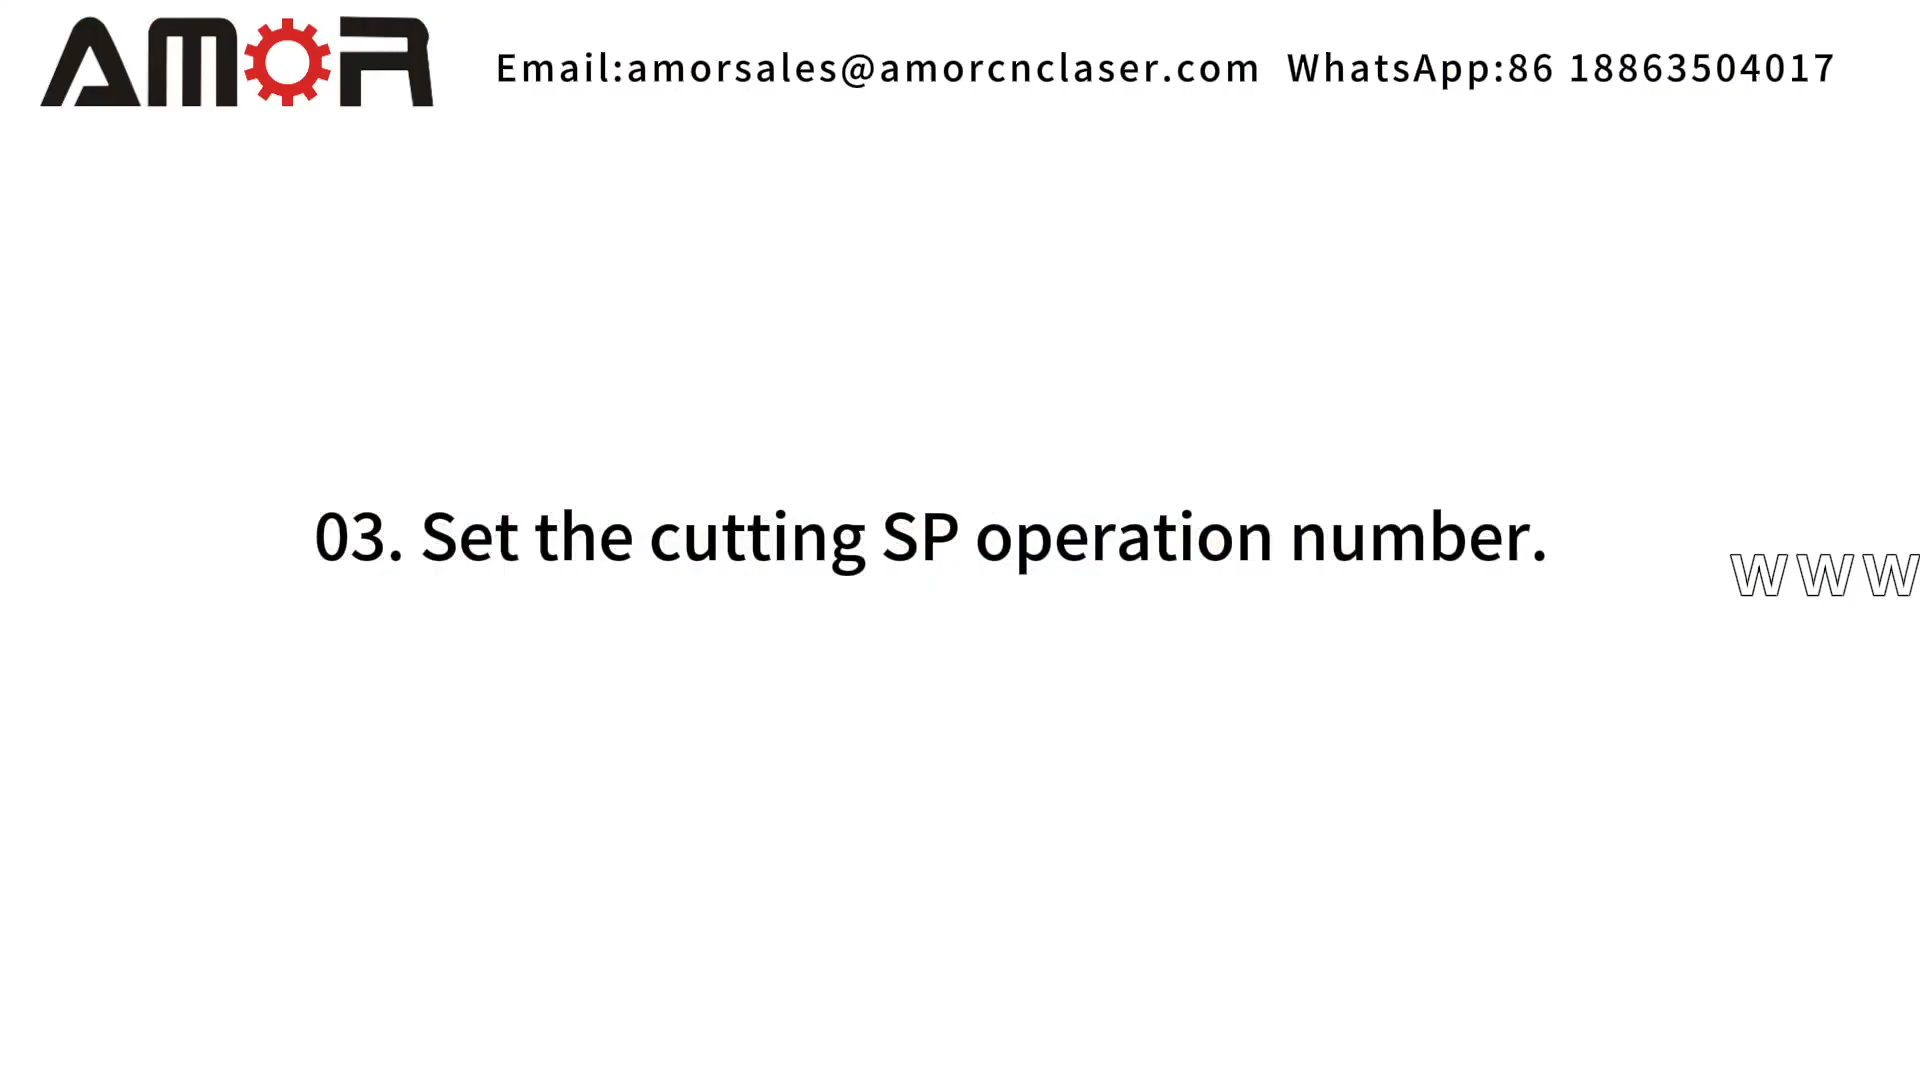 AMOR
Email:amorsales@amorcnclaser.com WhatsApp:86 18863504017
03. Set the cutting SP operation number.
www